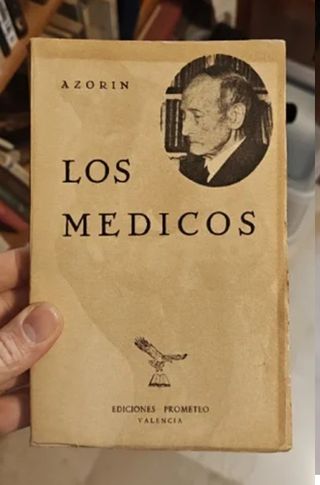 AZORIN
LOS
MEDICOS
EDICIONES PROMETEO
VALENCIA